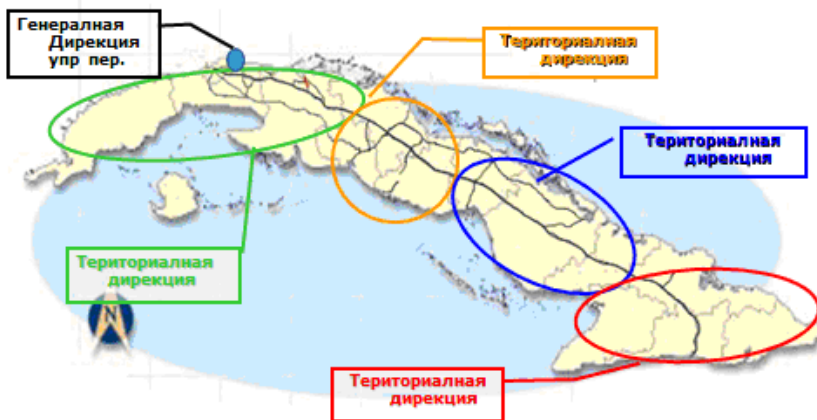 Генералная
Дирекция
упр пер.
Териториалная
дирекция
Териториалная
дирекция
Териториалная
дирекция
N
Териториалная
дирекция